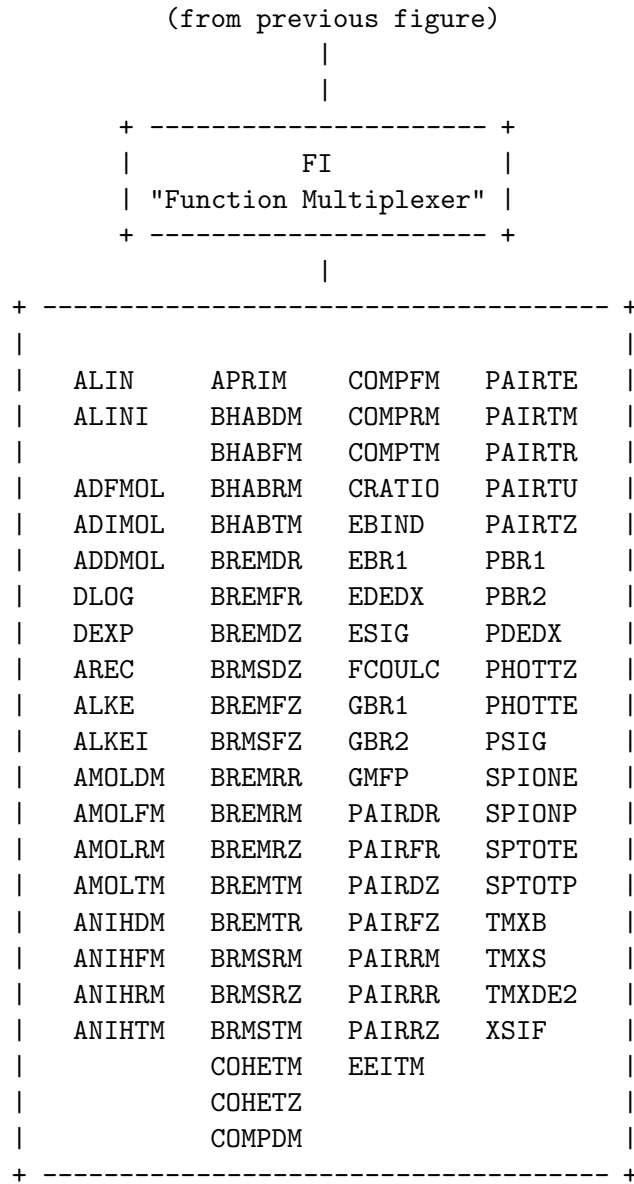 (from previous figure)
|
|
+ ---------------------- +
| FI |
| "Function Multiplexer" |
+ ---------------------- +
|
+ ------------------------------------- +
| |
| ALIN APRIM COMPFM PAIRTE |
| ALINI BHABDM COMPRM PAIRTM |
| BHABFM COMPTM PAIRTR |
| ADFMOL BHABRM CRATIO PAIRTU |
| ADIMOL BHABTM EBIND PAIRTZ |
| ADDMOL BREMDR EBR1 PBR1 |
| DLOG BREMFR EDEDX PBR2 |
| DEXP BREMDZ ESIG PDEDX |
| AREC BRMSDZ FCOULC PHOTTZ |
| ALKE BREMFZ GBR1 PHOTTE |
| ALKEI BRMSFZ GBR2 PSIG |
| AMOLDM BREMRR GMFP SPIONE |
| AMOLFM BREMRM PAIRDR SPIONP |
| AMOLRM BREMRZ PAIRFR SPTOTE |
| AMOLTM BREMTM PAIRDZ SPTOTP |
| ANIHDM BREMTR PAIRFZ TMXB |
| ANIHFM BRMSRM PAIRRM TMXS |
| ANIHRM BRMSRZ PAIRRR TMXDE2 |
| ANIHTM BRMSTM PAIRRZ XSIF |
| COHETM EEITM |
| COHETZ |
| COMPDM |
+ ------------------------------------- +